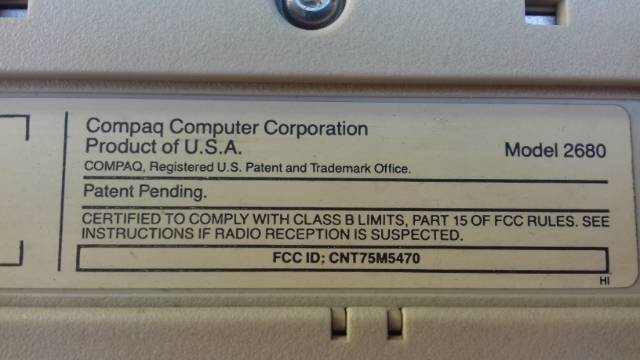 Compaq Computer Corporation
Product of U.S.A.
Model 2680
COMPAQ, Registered U.S. Patent and Trademark Office.
Patent Pending.
CERTIFIED TO COMPLY WITH CLASS B LIMITS, PART 15 OF FCC RULES. SEE
INSTRUCTIONS IF RADIO RECEPTION IS SUSPECTED.
FCC ID: CNT75M5470
HI